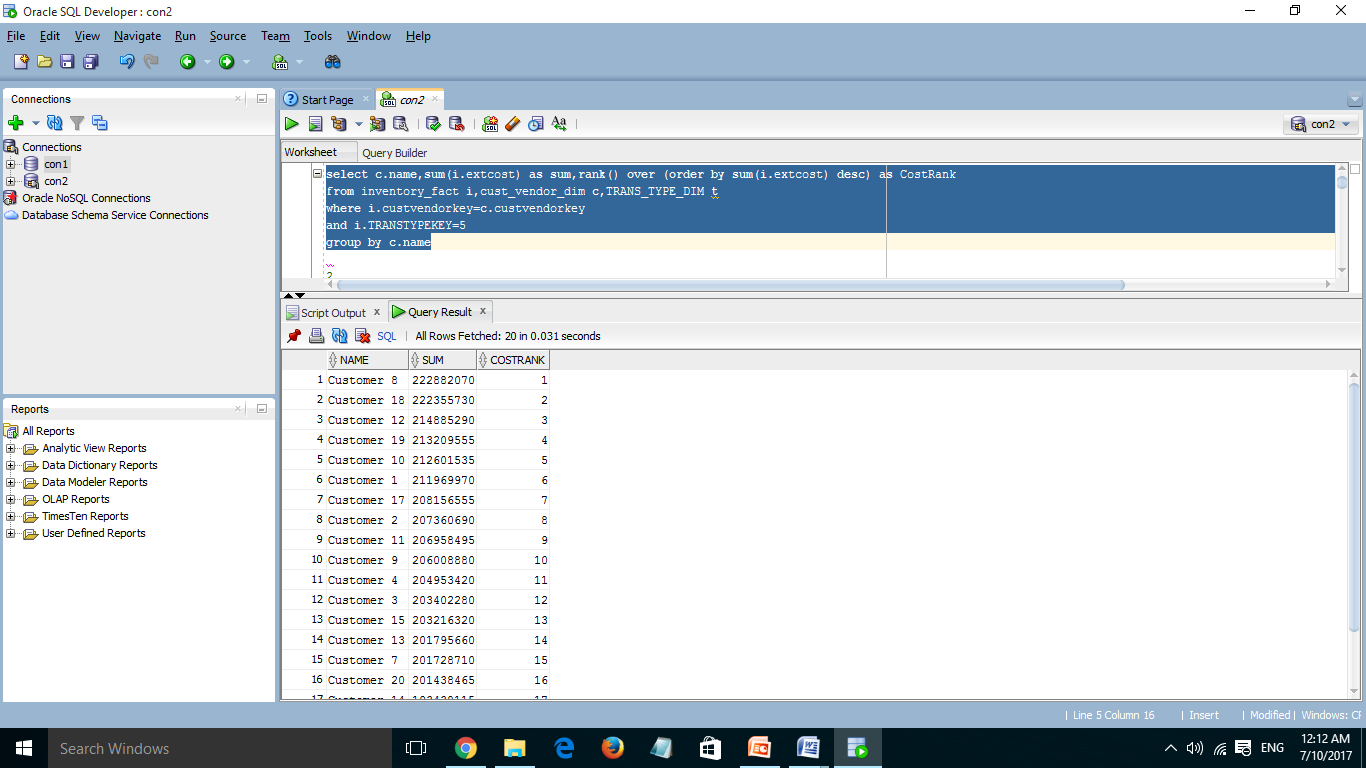 Oracle SQL Developer : con2
File Edit View Navigate Run Source Team Tools Window Help
Connections
Connections
con1
con2
Oracle NoSQL Connections
Database Schema Service Connections
Reports
All Reports
Analytic View Reports
Data Dictionary Reports
Data Modeler Reports
OLAP Reports
TimesTen Reports
User Defined Reports
Start Page con2
con2
Worksheet Query Builder
select c.name,sum(i.extcost) as sum,rank() over (order by sum(i.extcost) desc) as CostRank
from inventory_fact i,cust_vendor_dim c,TRANS_TYPE_DIM t
where i.custvendorkey=c.custvendorkey
and i.TRANSTYPEKEY=5
group by c.name
2
Script Output Query Result
SQL All Rows Fetched: 20 in 0.031 seconds
NAME SUM COSTRANK
1 Customer 8 222882070 1
2 Customer 18 222355730 2
3 Customer 12 214885290 3
4 Customer 19 213209555 4
5 Customer 10 212601535 5
6 Customer 1 211969970 6
7 Customer 17 208156555 7
8 Customer 2 207360690 8
9 Customer 11 206958495 9
10 Customer 9 206008880 10
11 Customer 4 204953420 11
12 Customer 3 203402280 12
13 Customer 15 203216320 13
14 Customer 13 201795660 14
15 Customer 7 201728710 15
16 Customer 20 201438465 16
17 Customer 17
Line 5 Column 16 Insert Modified Windows:
Search Windows
ENG
12:12 AM
7/10/2017